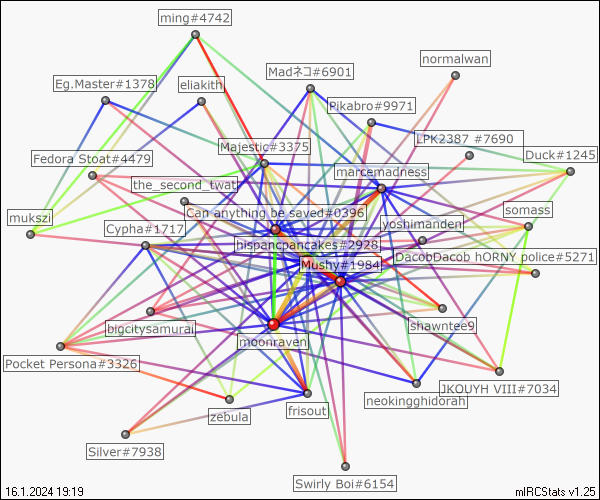 ming#4742
normalwan
Madネコ#6901
Eg.Master#1378
eliakith
Pikabro#9971
LPK2387 #7690
Majestic#3375
Duck#1245
Fedora Stoat#4479
marcemadness
the_second_twat
Can anything be saved#0396
somass
mukszi
Cypha#1717
yoshimanden
hispancpancakes#2928
DacobDacob hORNY police#5271
Mushy#1984
bigcitysamurai
shawntee9
moonraven
Pocket Persona#3326
JKOUYH VIII#7034
neokingghidorah
zebula
frisout
Silver#7938
Swirly Boi#6154
16.1.2024 19:19
mIRCStats v1.25